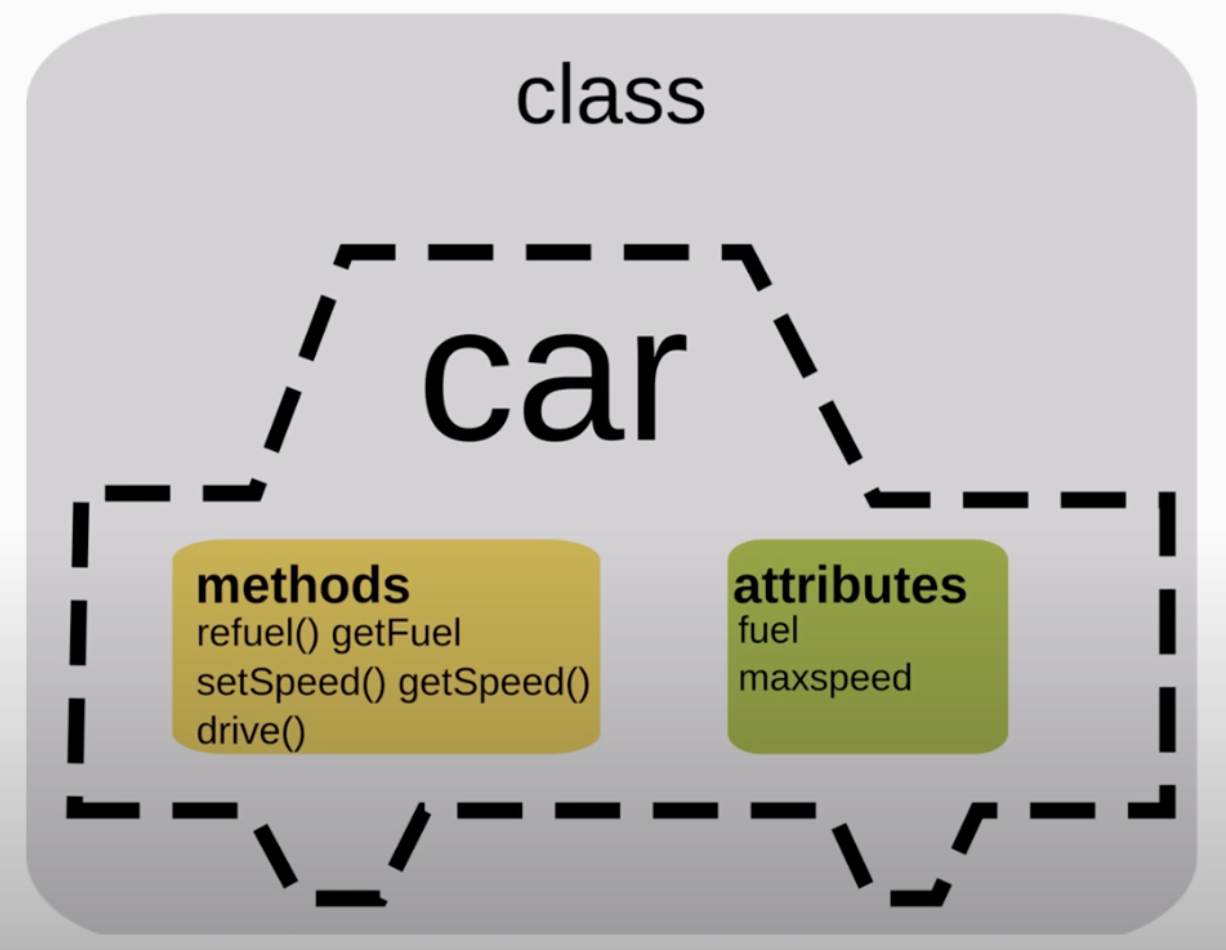 class
car
methods
refuel() getFuel
setSpeed() getSpeed()
drive()
attributes
fuel
maxspeed